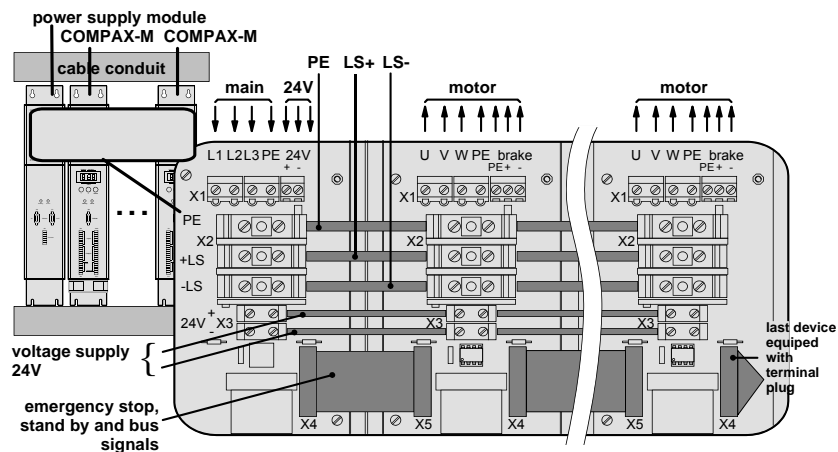 power supply module
COMPAX-M COMPAX-M
cable conduit
main 24V PE LS+ LS- motor motor
L1 L2 L3 PE 24V
+ -
U V W PE brake
PE + -
U V W PE brake
PE + -
X1 X1 X1
PE
X2 X2 X2
+LS
-LS
24V + X3 X3 X3
-
voltage supply
24V
last device
equiped
with
terminal
plug
emergency stop,
stand by and bus
signals
X4 X5 X4 X5 X4
...